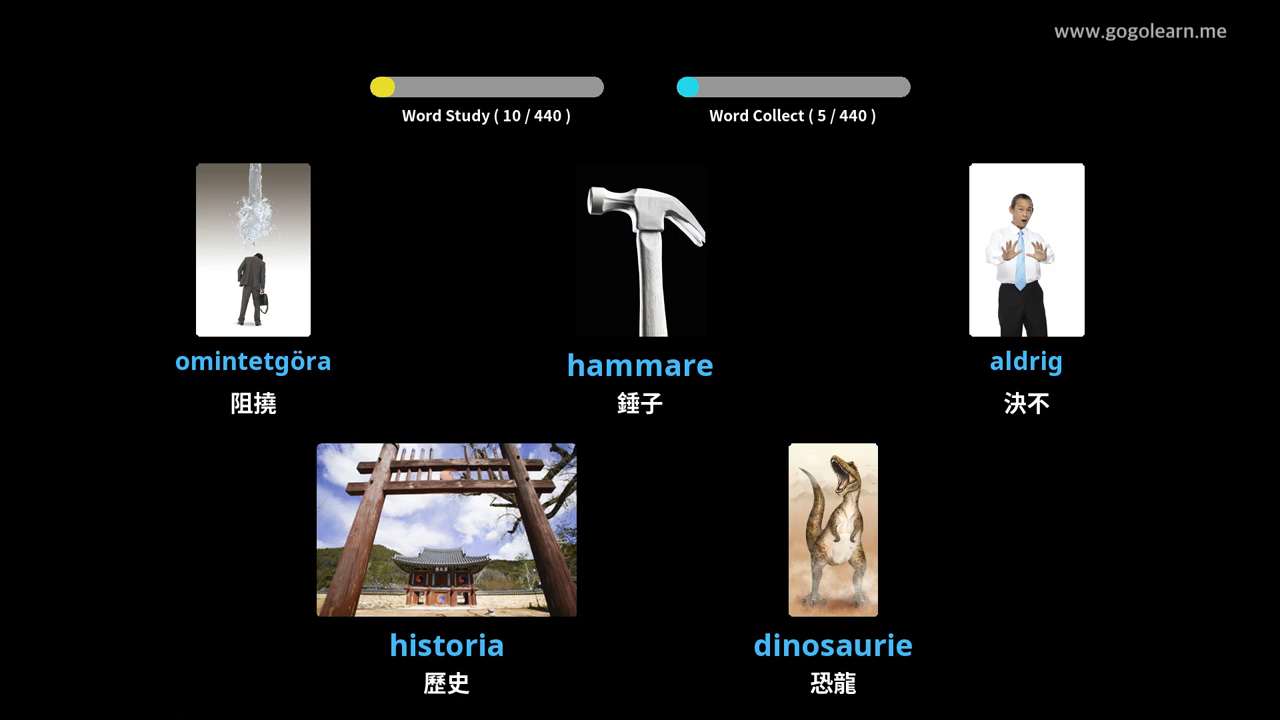 www.gogolearn.me
Word Study ( 10 / 440 )
Word Collect ( 5 / 440 )
omintetgöra
阻撓
hammare
錘子
aldrig
決不
historia
歷史
dinosaurie
恐龍